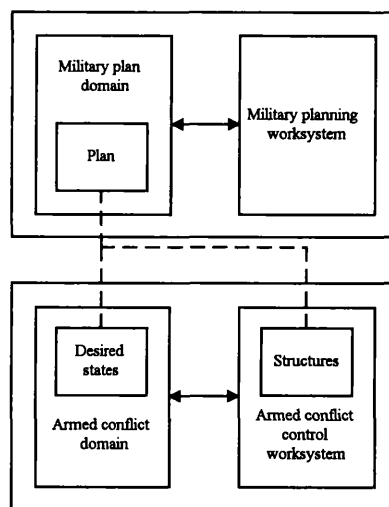 Military plan
domain
Plan
Military planning
worksystem
Desired
states
Armed conflict
domain
Structures
Armed conflict
control
worksystem